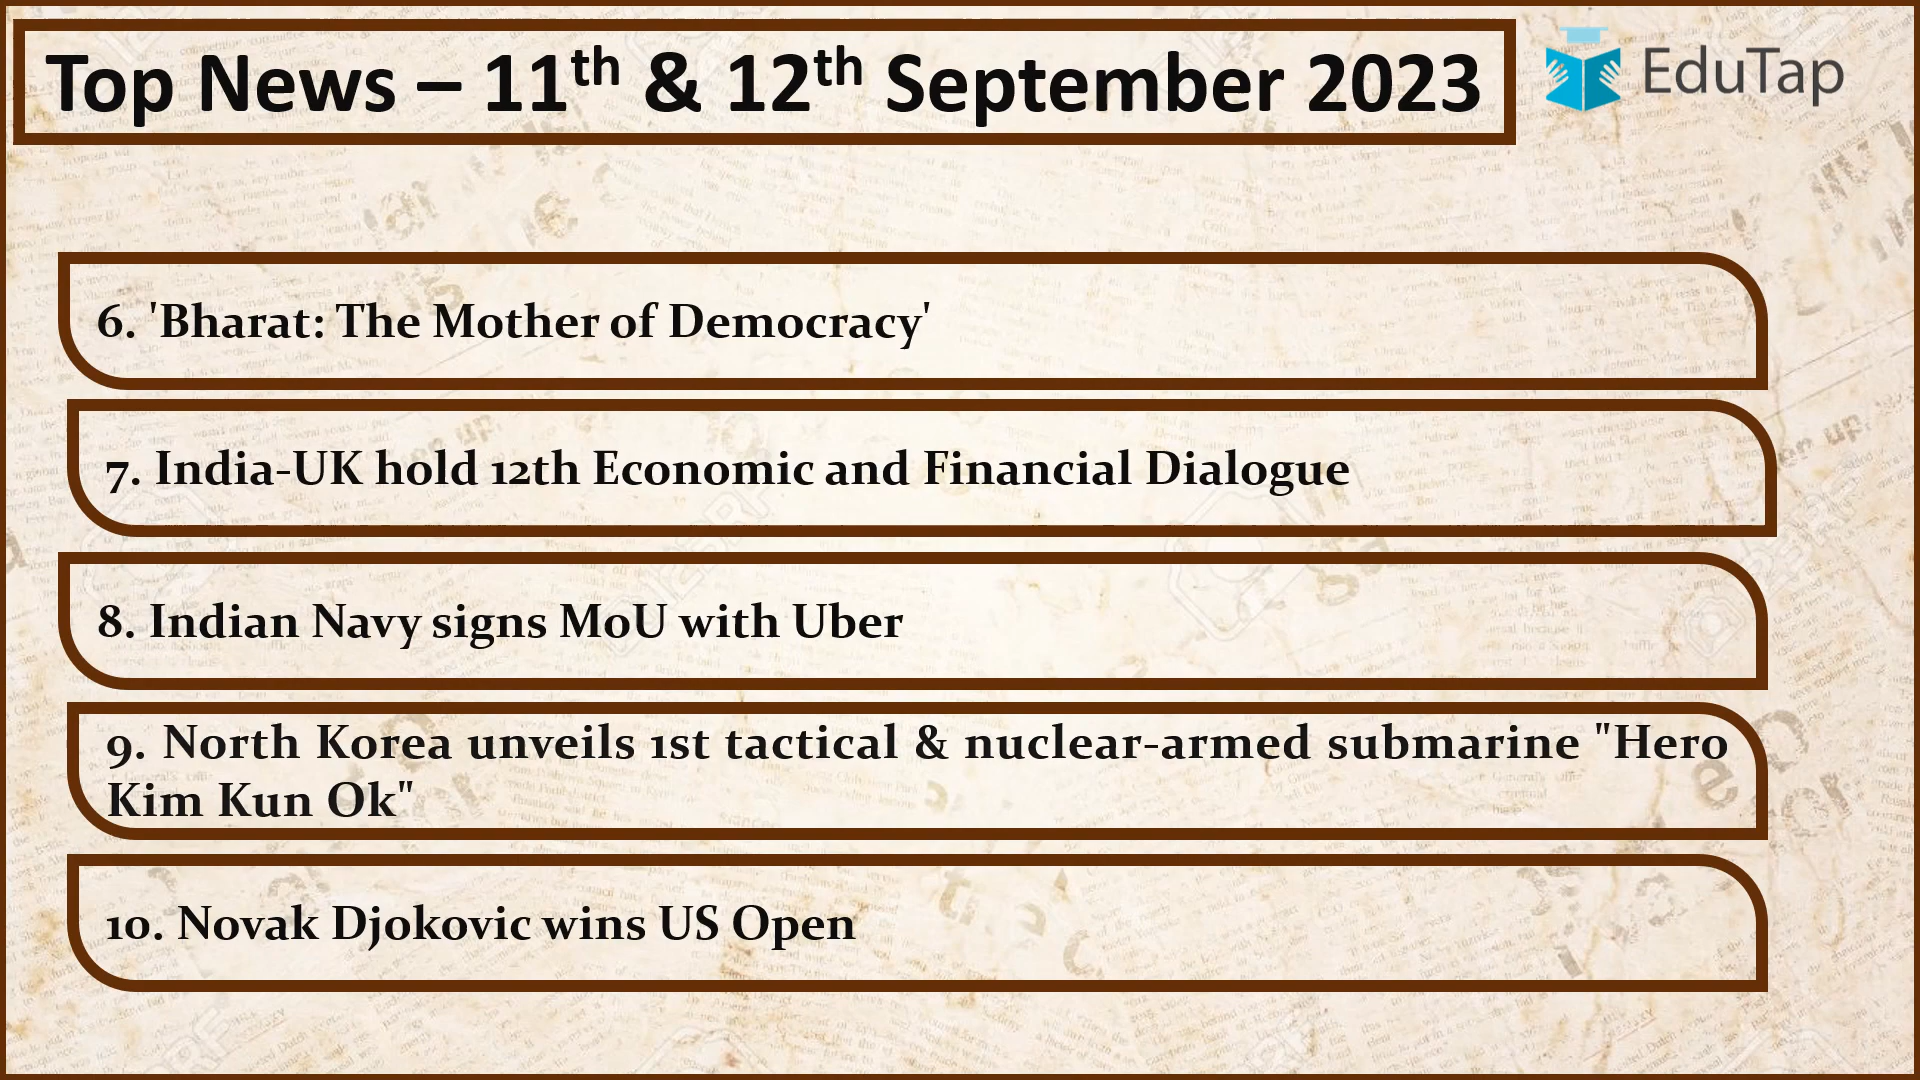 Top News – 11th & 12th September 2023
EduTap
6. 'Bharat: The Mother of Democracy'
7. India-UK hold 12th Economic and Financial Dialogue
8. Indian Navy signs MoU with Uber
9. North Korea unveils 1st tactical & nuclear-armed submarine "Hero
Kim Kun Ok"
10. Novak Djokovic wins US Open